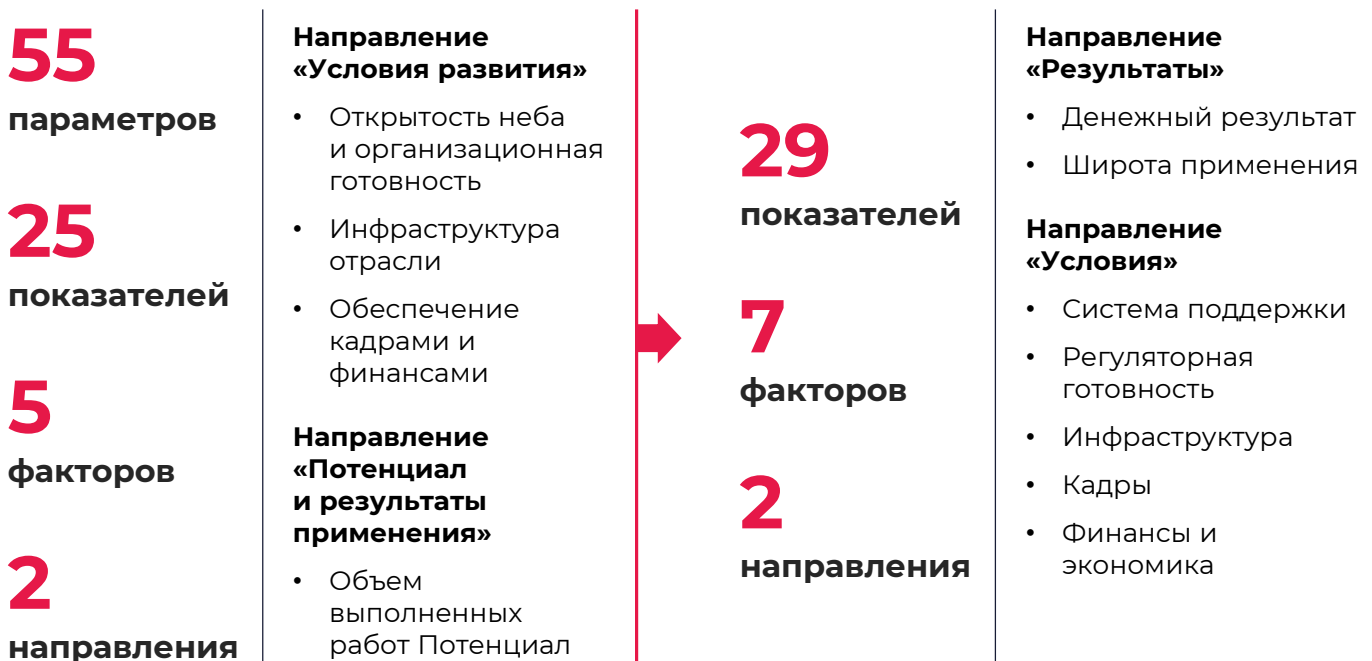 55
параметров
25
показателей
5
факторов
2
направления
Направление
«Условия развития»
• Открытость неба
и организационная
готовность
• Инфраструктура
отрасли
• Обеспечение
кадрами и
финансами
Направление
«Потенциал
и результаты
применения»
• Объем
выполненных
работ Потенциал
29
показателей
7
факторов
2
направления
Направление
«Результаты»
• Денежный результат
• Широта применения
Направление
«Условия»
• Система поддержки
• Регуляторная
готовность
• Инфраструктура
• Кадры
• Финансы и
экономика